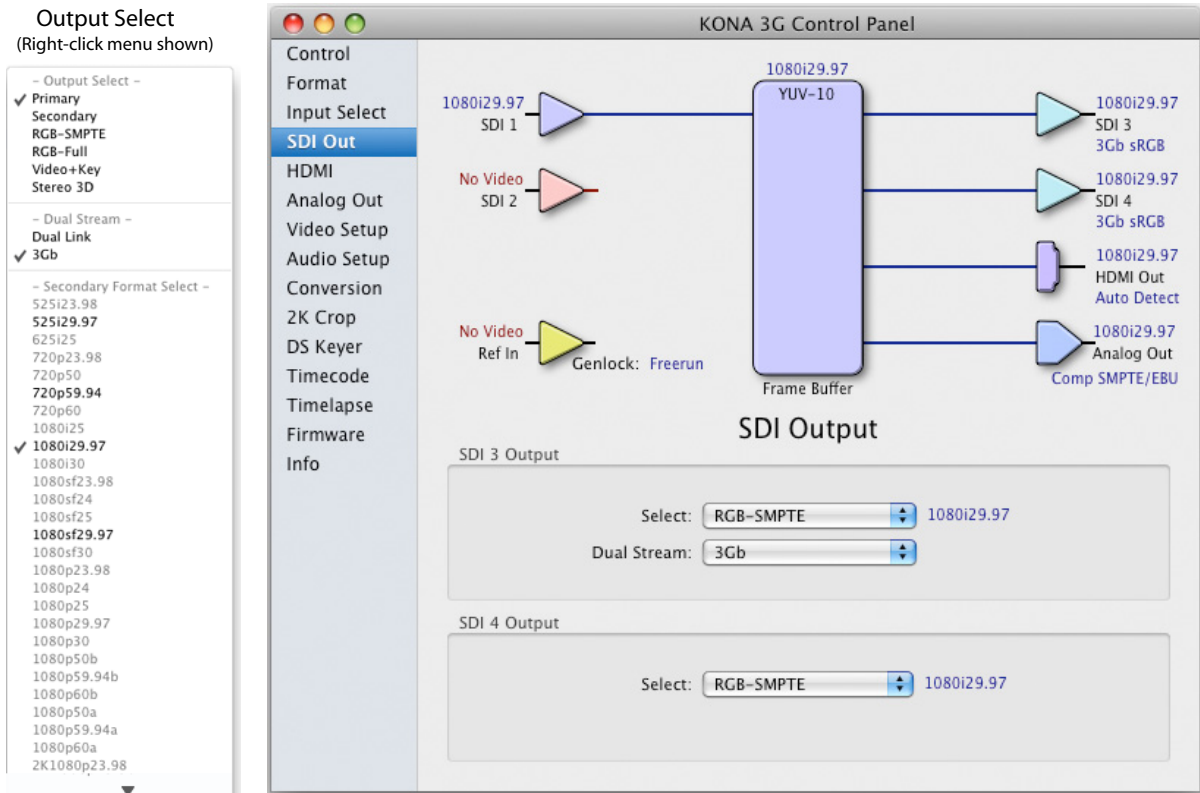 Output Select
(Right-click menu shown)
– Output Select –
✓ Primary
Secondary
RGB-SMPTE
RGB-Full
Video+Key
Stereo 3D
– Dual Stream –
Dual Link
✓ 3Gb
– Secondary Format Select –
525i23.98
525i29.97
625i25
720p23.98
720p50
720p59.94
720p60
1080i25
✓ 1080i29.97
1080i30
1080sf23.98
1080sf24
1080sf25
1080sf29.97
1080sf30
1080p23.98
1080p24
1080p25
1080p29.97
1080p30
1080p50b
1080p59.94b
1080p60b
1080p50a
1080p59.94a
1080p60a
2K1080p23.98
KONA 3G Control Panel
Control
Format
Input Select
SDI Out
HDMI
Analog Out
Video Setup
Audio Setup
Conversion
2K Crop
DS Keyer
Timecode
Timelapse
Firmware
Info
1080i29.97
YUV-10
1080i29.97
SDI 1
No Video
SDI 2
No Video
Ref In
Genlock: Freerun
Frame Buffer
1080i29.97
SDI 3
3Gb sRGB
1080i29.97
SDI 4
3Gb sRGB
1080i29.97
HDMI Out
Auto Detect
1080i29.97
Analog Out
Comp SMPTE/EBU
SDI Output
SDI 3 Output
Select: RGB-SMPTE 1080i29.97
Dual Stream: 3Gb
SDI 4 Output
Select: RGB-SMPTE 1080i29.97